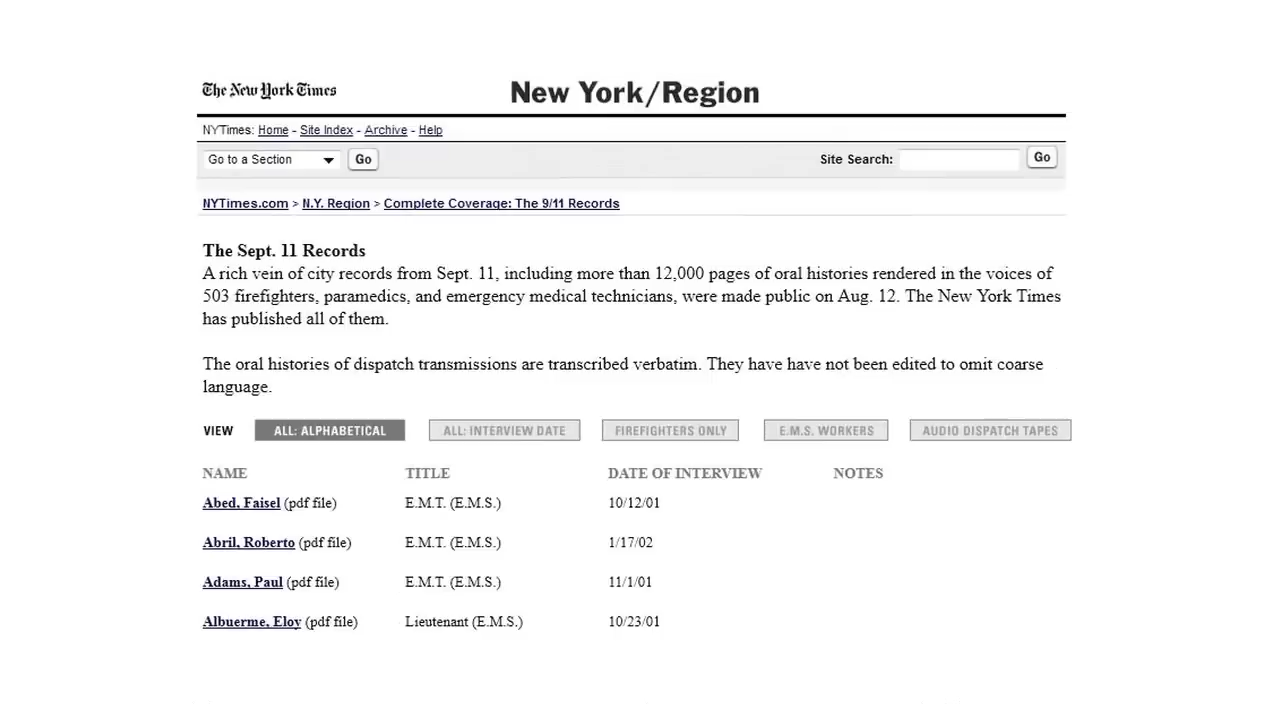 The New York Times
New York/Region
NYTimes: Home - Site Index - Archive - Help
Go to a Section Go Site Search: Go
NYTimes.com > N.Y. Region > Complete Coverage: The 9/11 Records
The Sept. 11 Records
A rich vein of city records from Sept. 11, including more than 12,000 pages of oral histories rendered in the voices of
503 firefighters, paramedics, and emergency medical technicians, were made public on Aug. 12. The New York Times
has published all of them.
The oral histories of dispatch transmissions are transcribed verbatim. They have have not been edited to omit coarse
language.
VIEW ALL: ALPHABETICAL ALL: INTERVIEW DATE FIREFIGHTERS ONLY E.M.S. WORKERS AUDIO DISPATCH TAPES
NAME TITLE DATE OF INTERVIEW NOTES
Abed, Faisel (pdf file) E.M.T. (E.M.S.) 10/12/01
Abril, Roberto (pdf file) E.M.T. (E.M.S.) 1/17/02
Adams, Paul (pdf file) E.M.T. (E.M.S.) 11/1/01
Albuerme, Eloy (pdf file) Lieutenant (E.M.S.) 10/23/01